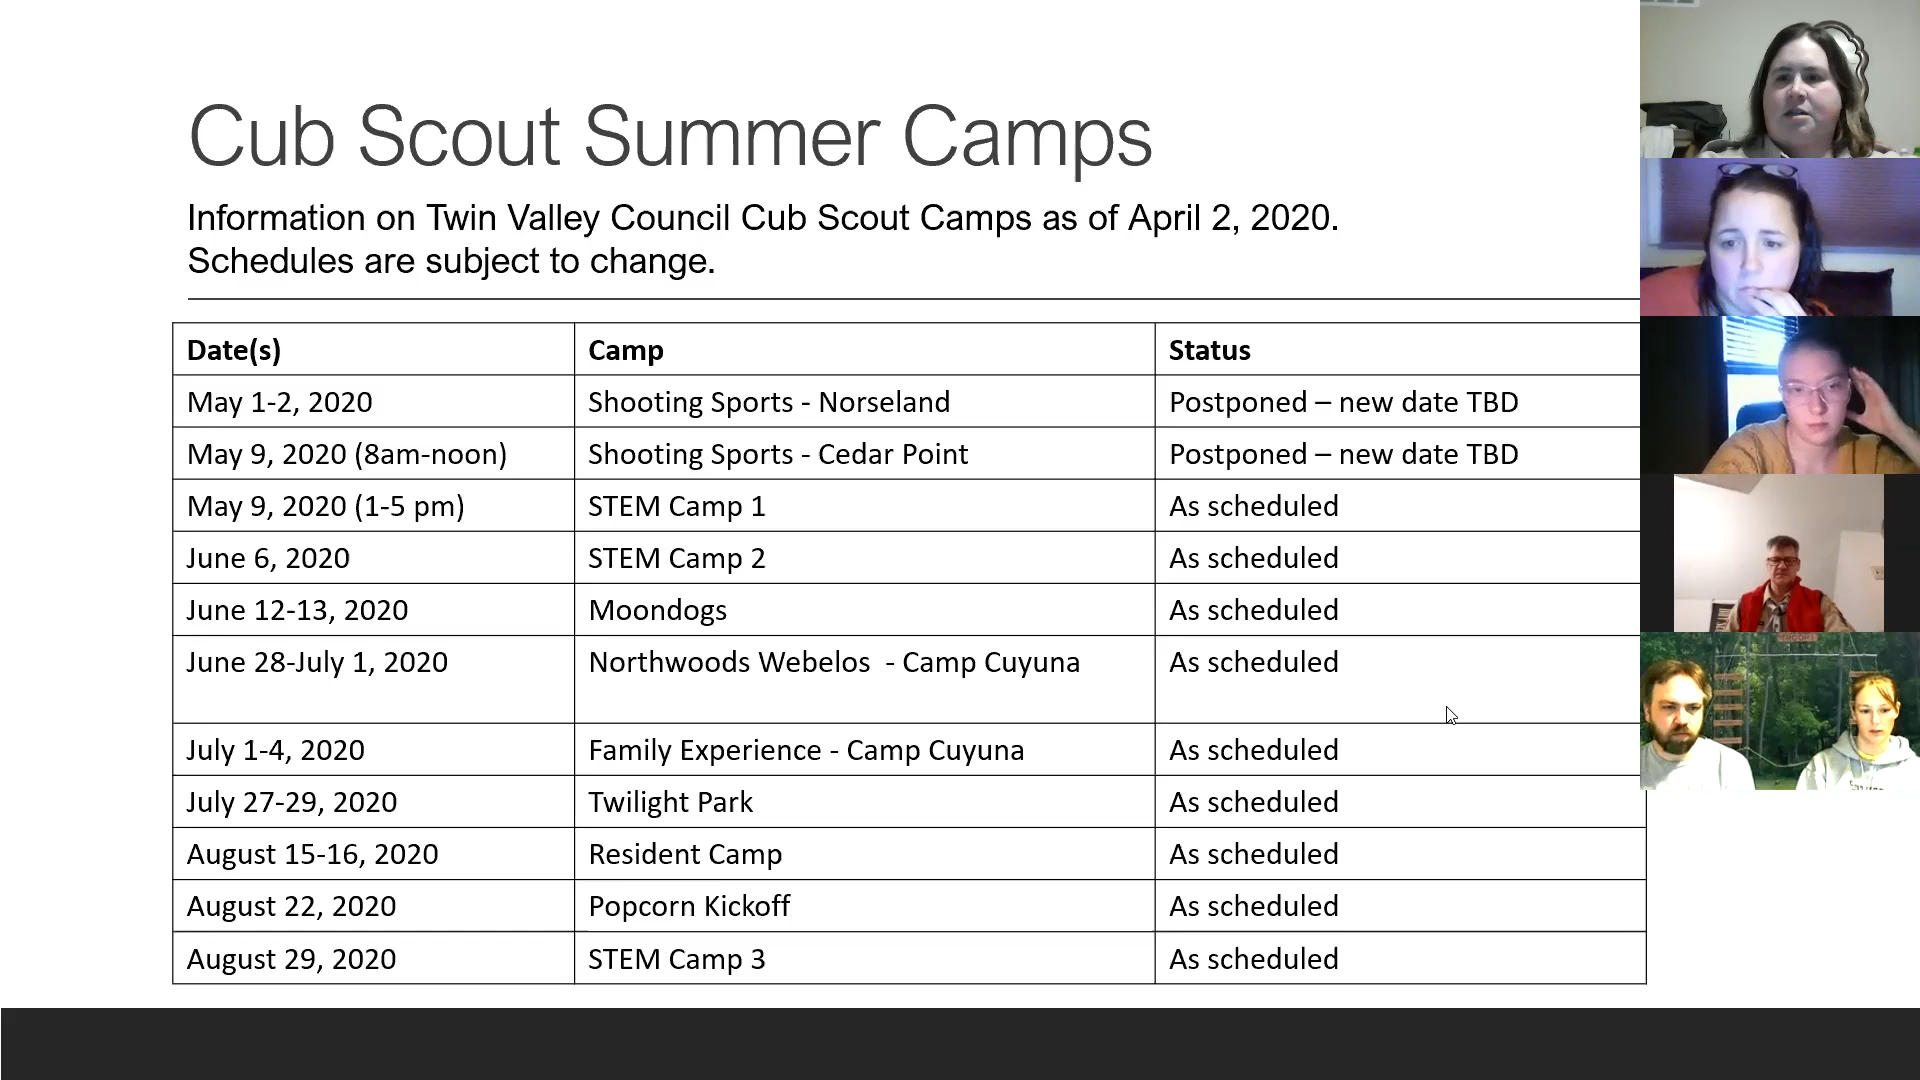 Cub Scout Summer Camps
Information on Twin Valley Council Cub Scout Camps as of April 2, 2020.
Schedules are subject to change.
Date(s) Camp Status
May 1-2, 2020 Shooting Sports - Norseland Postponed – new date TBD
May 9, 2020 (8am-noon) Shooting Sports - Cedar Point Postponed – new date TBD
May 9, 2020 (1-5 pm) STEM Camp 1 As scheduled
June 6, 2020 STEM Camp 2 As scheduled
June 12-13, 2020 Moondogs As scheduled
June 28-July 1, 2020 Northwoods Webelos - Camp Cuyuna As scheduled
July 1-4, 2020 Family Experience - Camp Cuyuna As scheduled
July 27-29, 2020 Twilight Park As scheduled
August 15-16, 2020 Resident Camp As scheduled
August 22, 2020 Popcorn Kickoff As scheduled
August 29, 2020 STEM Camp 3 As scheduled